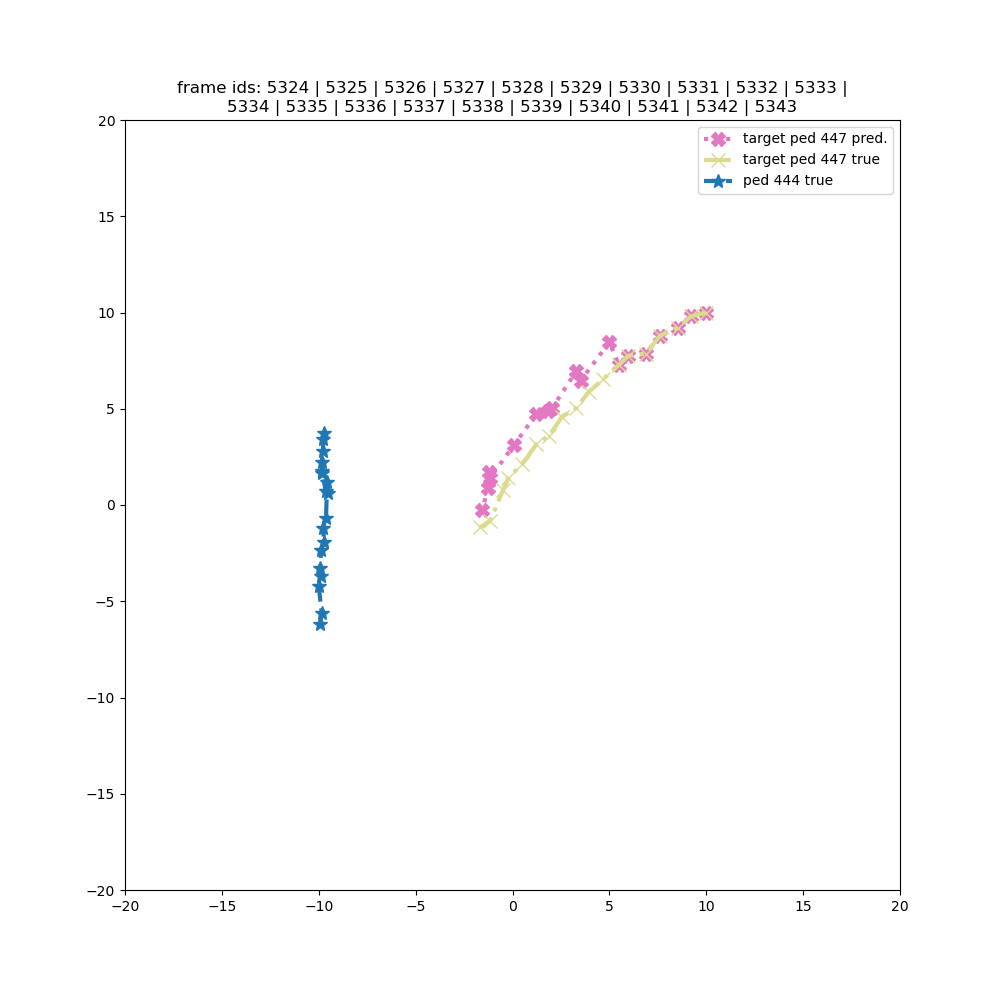 frame ids: 5324 | 5325 | 5326 | 5327 | 5328 | 5329 | 5330 | 5331 | 5332 | 5333 |
5334 | 5335 | 5336 | 5337 | 5338 | 5339 | 5340 | 5341 | 5342 | 5343
target ped 447 pred.
target ped 447 true
ped 444 true
20
15
10
5
0
−5
−10
−15
−20
−20 −15 −10 −5 0 5 10 15 20